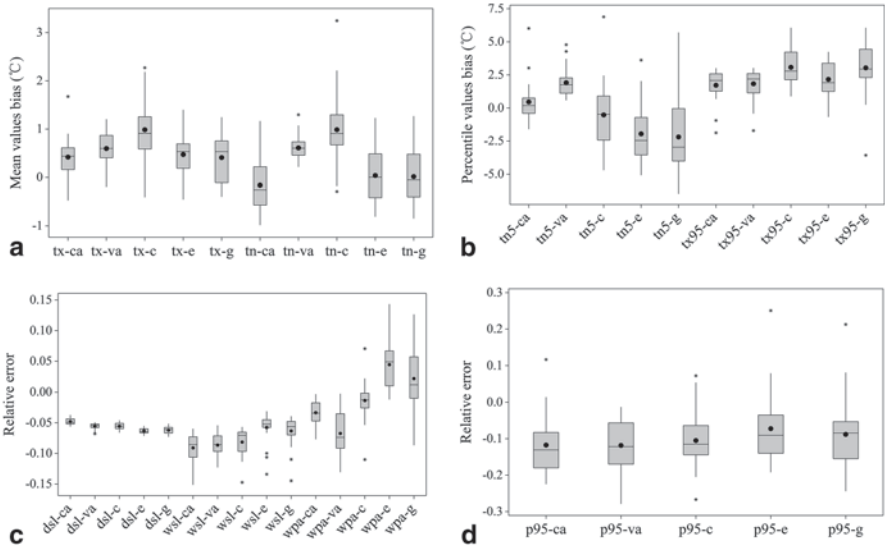 Mean values bias (℃)
3
2
1
0
-1
tx-ca tx-va tx-c tx-e tx-g tn-ca tn-va tn-c tn-e tn-g
a
Percentile values bias (℃)
7.5
5.0
2.5
0.0
-2.5
-5.0
tn5-ca tn5-va tn5-c tn5-e tn5-g tx95-ca tx95-va tx95-c tx95-e tx95-g
b
Relative error
0.15
0.10
0.05
0.00
-0.05
-0.10
-0.15
dsl-ca dsl-va dsl-c dsl-e dsl-g wsl-ca wsl-va wsl-c wsl-e wsl-g wpa-ca wpa-va wpa-c wpa-e wpa-g
c
Relative error
0.3
0.2
0.1
0.0
-0.1
-0.2
-0.3
p95-ca p95-va p95-c p95-e p95-g
d